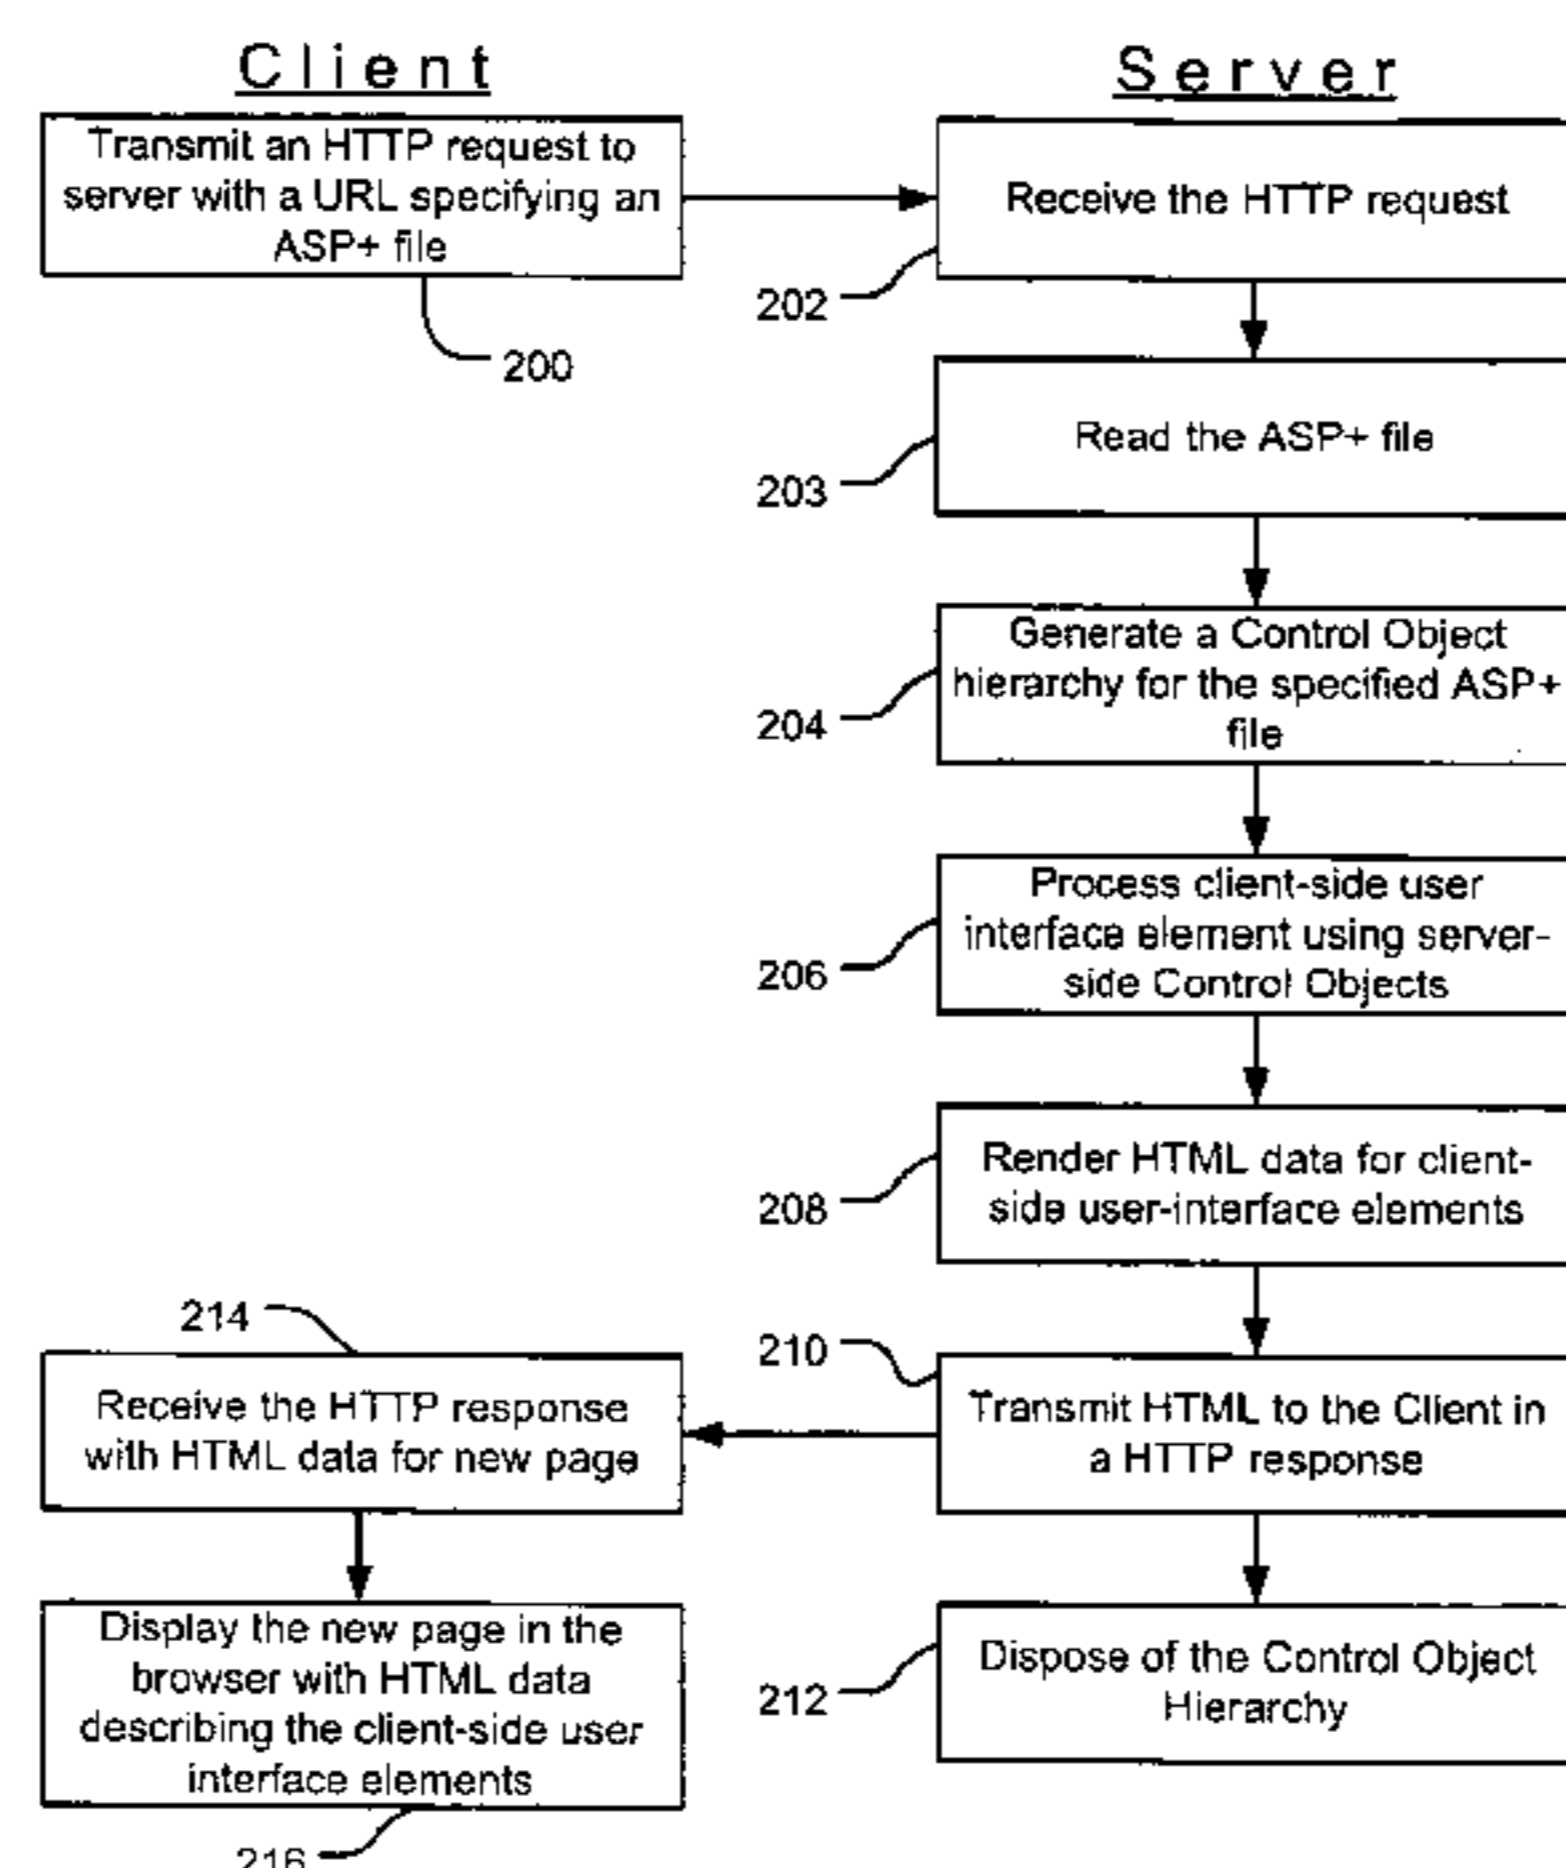 Client
Server
Transmit an HTTP request to
server with a URL specifying an
ASP+ file
200
Receive the HTTP request
202
Read the ASP+ file
203
Generate a Control Object
hierarchy for the specified ASP+
file
204
Process client-side user
interface element using server-
side Control Objects
206
Render HTML data for client-
side user-interface elements
208
Transmit HTML to the Client in
a HTTP response
210
214
Receive the HTTP response
with HTML data for new page
Dispose of the Control Object
Hierarchy
212
Display the new page in the
browser with HTML data
describing the client-side user
interface elements
216